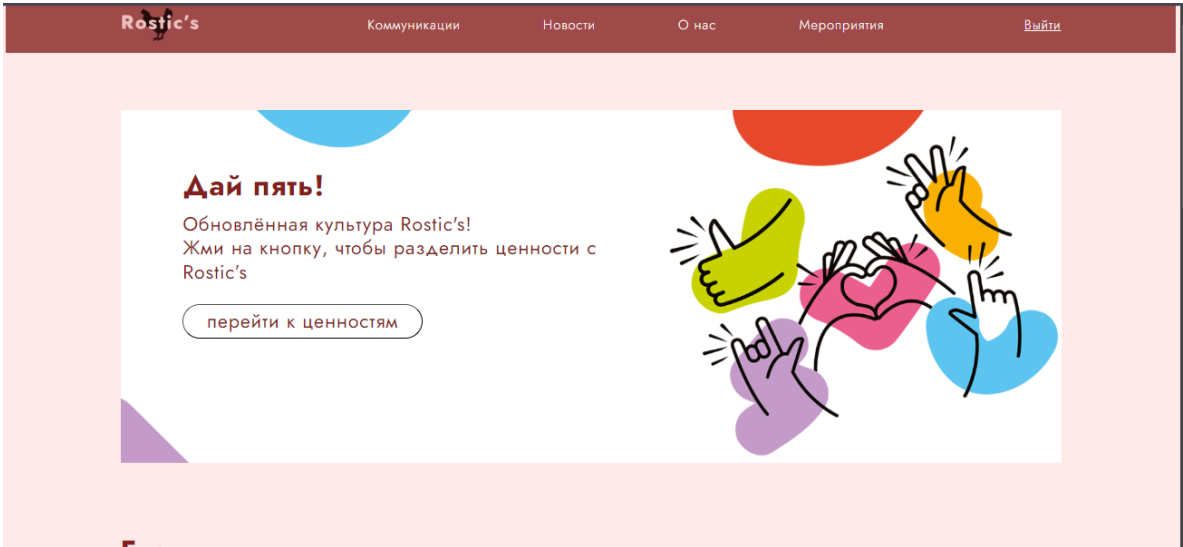 Rostic's
Коммуникации
Новости
О нас
Мероприятия
Выйти
Дай пять!
Обновлённая культура Rostic's!
Жми на кнопку, чтобы разделить ценности с
Rostic's
перейти к ценностям